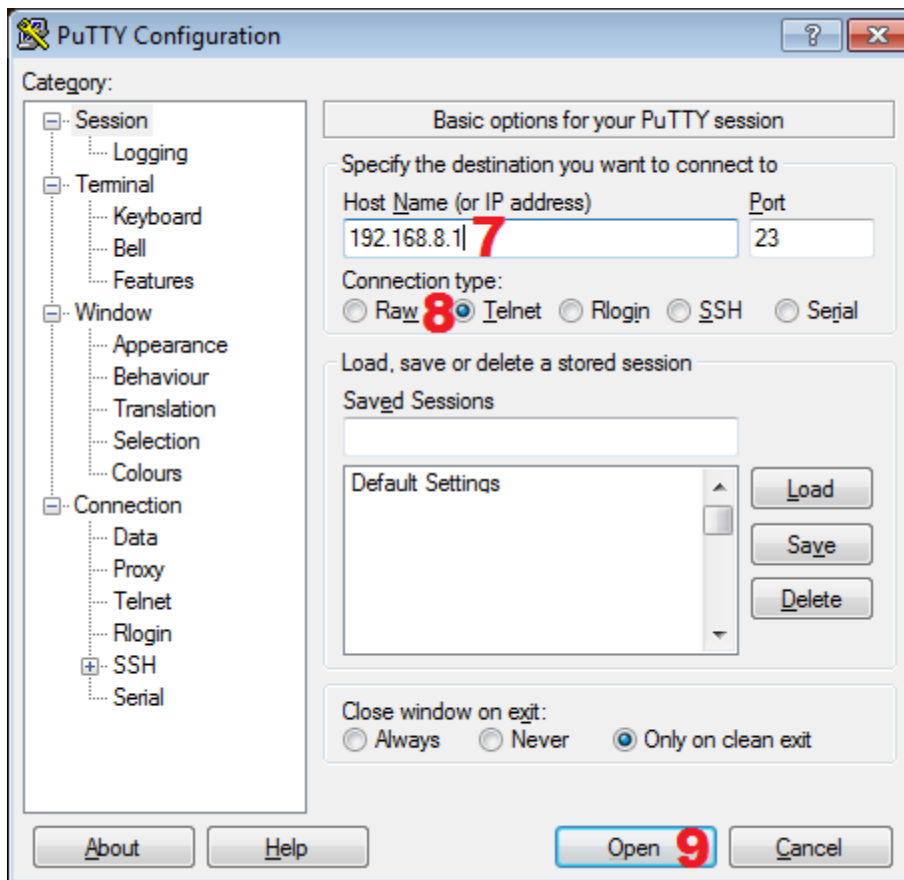 PuTTY Configuration
Category:
Session
Logging
Terminal
Keyboard
Bell
Features
Window
Appearance
Behaviour
Translation
Selection
Colours
Connection
Data
Proxy
Telnet
Rlogin
SSH
Serial
Basic options for your PuTTY session
Specify the destination you want to connect to
Host Name (or IP address) Port
192.168.8.1 7 23
Connection type:
Raw 8 Telnet Rlogin SSH Serial
Load, save or delete a stored session
Saved Sessions
Default Settings
Load
Save
Delete
Close window on exit:
Always Never Only on clean exit
About Help Open 9 Cancel